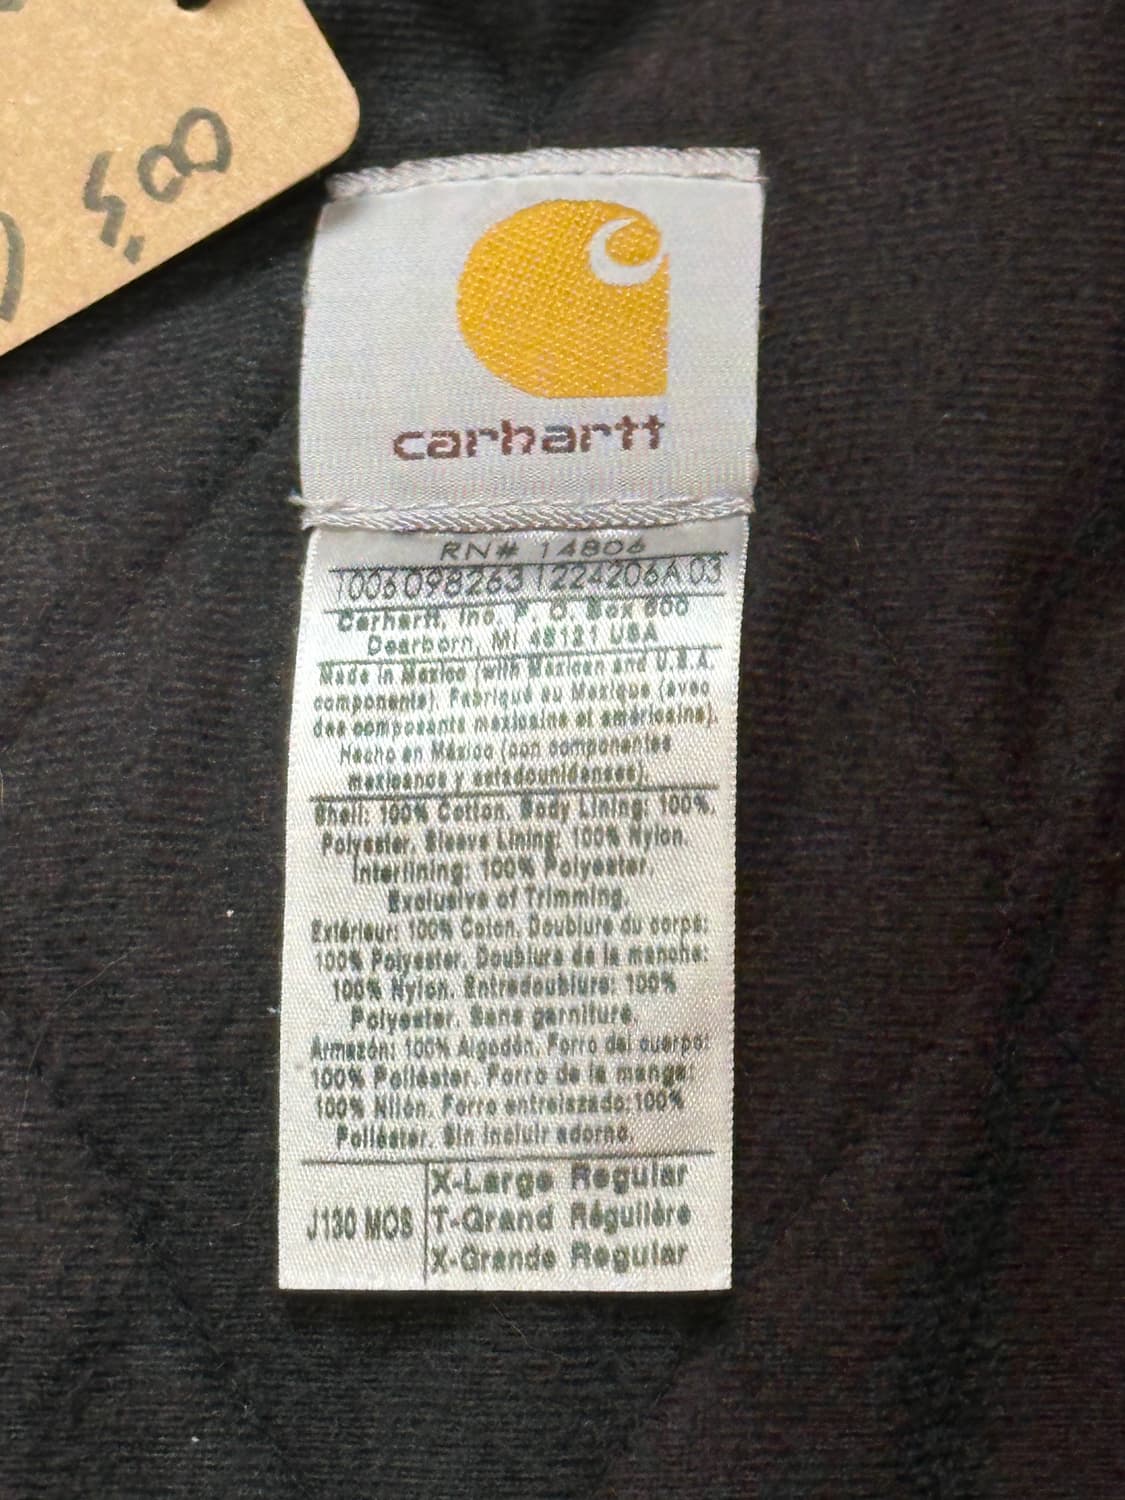 5.00
carhartt
RN# 14806
1006098263 1224206A 03
Carhartt, Inc. P. O. Box 600
Dearborn, MI 48121 USA
Made in Mexico (with Mexican and U.S.A.
components). Fabriqué au Mexique (avec
des composants mexicains et américains).
Hecho en México (con componentes
mexicanos y estadounidenses).
Shell: 100% Cotton. Body Lining: 100%
Polyester. Sleeve Lining: 100% Nylon.
Interlining: 100% Polyester.
Exclusive of Trimming.
Extérieur: 100% Coton. Doublure du corps:
100% Polyester. Doublure de la manche:
100% Nylon. Entredoublure: 100%
Polyester. Sans garniture.
Armazón: 100% Algodón. Forro del cuerpo:
100% Poliéster. Forro de la manga:
100% Nilón. Forro entrelazado: 100%
Poliéster. Sin incluir adorno.
J130 MOS
X-Large Regular
T-Grand Régulière
X-Grande Regular